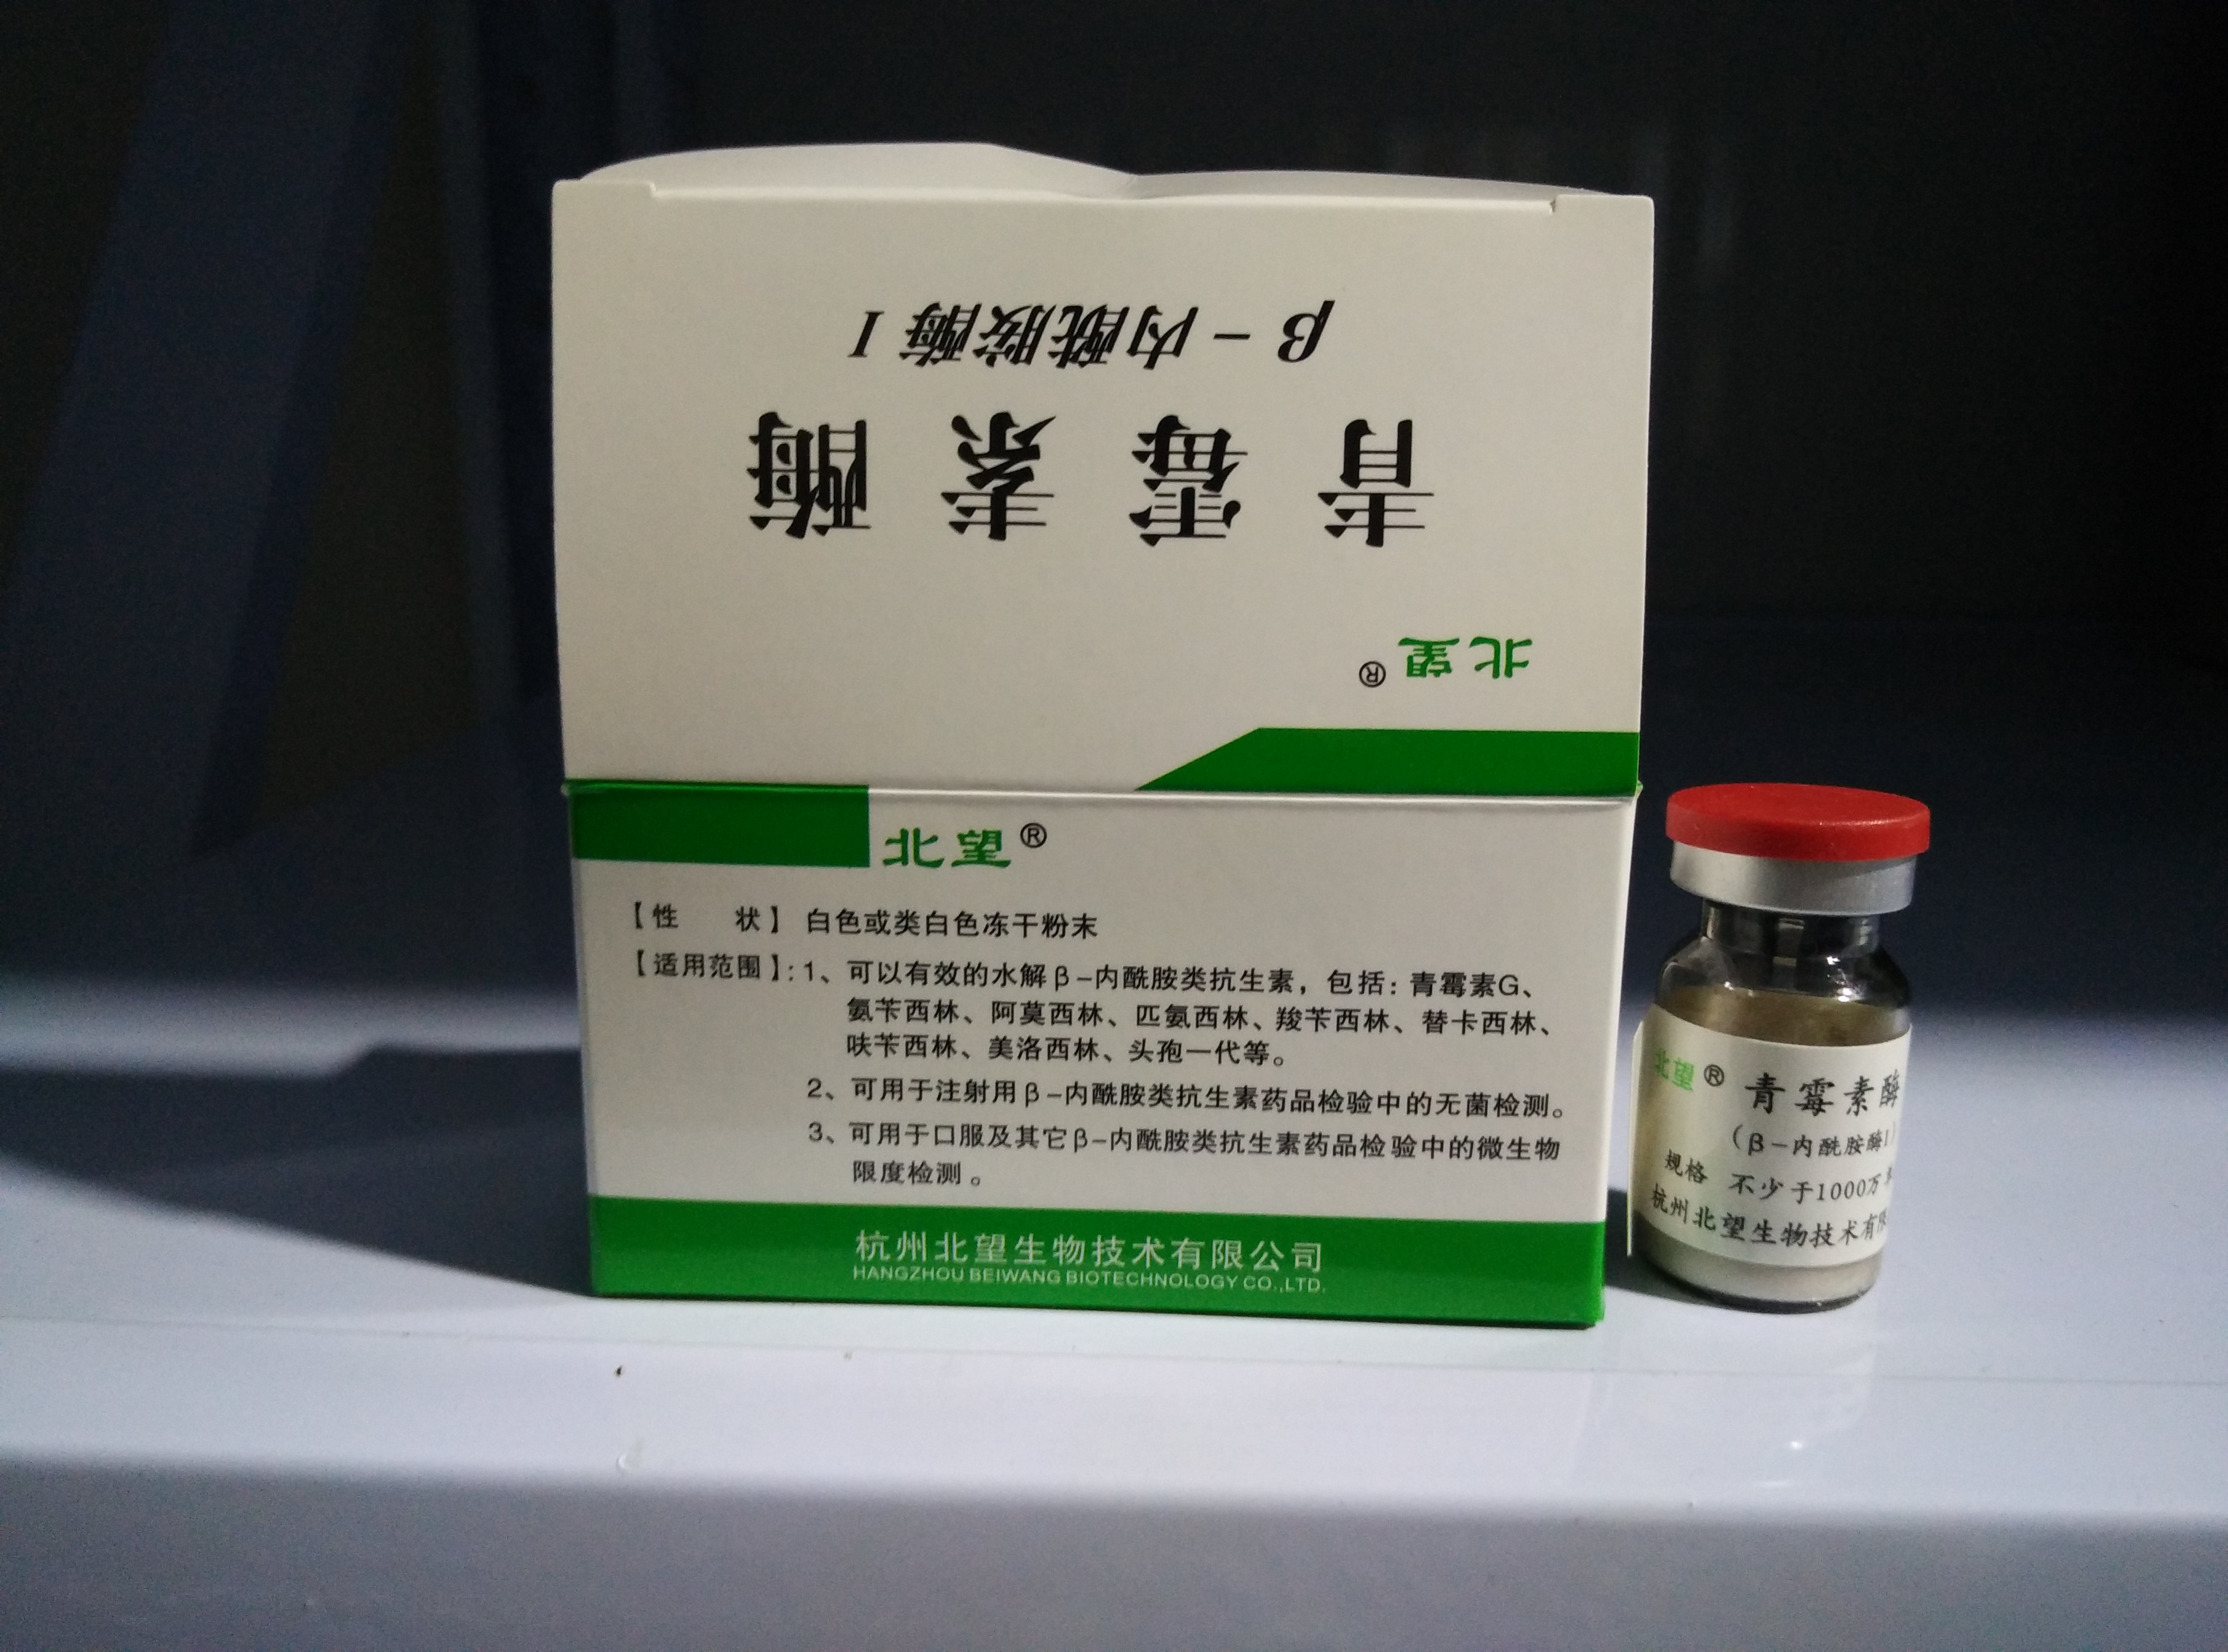 β-内酰胺酶 I
青霉素酶
北望®
北望®
【性 状】 白色或类白色冻干粉末
【适用范围】: 1、可以有效的水解β-内酰胺类抗生素，包括：青霉素G、
氨苄西林、阿莫西林、匹氨西林、羧苄西林、替卡西林、
呋苄西林、美洛西林、头孢一代等。
2、可用于注射用β-内酰胺类抗生素药品检验中的无菌检测。
3、可用于口服及其它β-内酰胺类抗生素药品检验中的微生物
限度检测。
杭州北望生物技术有限公司
HANGZHOU BEIWANG BIOTECHNOLOGY CO.,LTD.
北望® 青霉素酶
(β-内酰胺酶I)
规格 不少于1000万
杭州北望生物技术有限